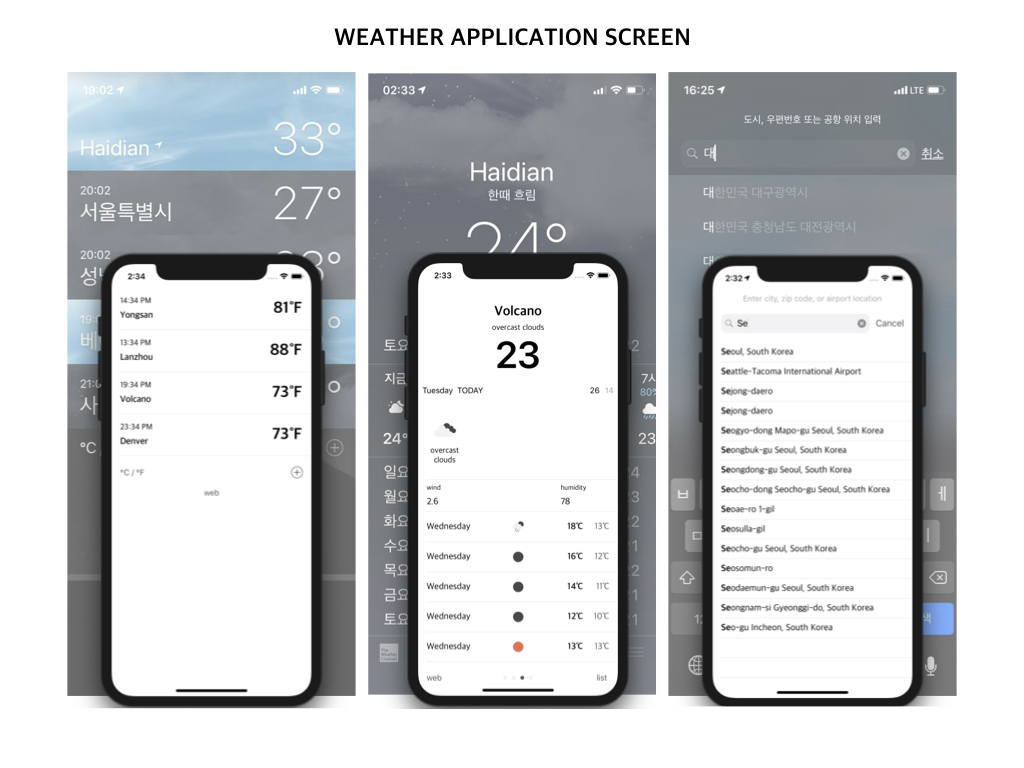 WEATHER APPLICATION SCREEN
19:02
Haidian
33°
20:02
서울특별시
27°
20:02
성
19:
베
21:
사
°C
2:34
14:34 PM
Yongsan
81°F
13:34 PM
Lanzhou
88°F
19:34 PM
Volcano
73°F
23:34 PM
Denver
73°F
°C / °F
web
02:33
Haidian
한때 흐림
24°
토요
지금
24°
일요
월요
화요
수요
목요
금요
토요
7시
80%
23
2:33
Volcano
overcast clouds
23
Tuesday TODAY 26 14
overcast
clouds
wind humidity
2.6 78
Wednesday 18℃ 13℃
Wednesday 16℃ 12℃
Wednesday 14℃ 11℃
Wednesday 12℃ 10℃
Wednesday 13℃ 13℃
web list
16:25 LTE
도시, 우편번호 또는 공항 위치 입력
대 취소
대한민국 대구광역시
대한민국 충청남도 대전광역시
대
ㅂ
ㅔ
ㅁ
ㅣ
색
2:32
Enter city, zip code, or airport location
Se Cancel
Seoul, South Korea
Seattle-Tacoma International Airport
Sejong-daero
Sejong-daero
Seogyo-dong Mapo-gu Seoul, South Korea
Seongbuk-gu Seoul, South Korea
Seongdong-gu Seoul, South Korea
Seocho-dong Seocho-gu Seoul, South Korea
Seoae-ro 1-gil
Seosulla-gil
Seocho-gu Seoul, South Korea
Seosomun-ro
Seodaemun-gu Seoul, South Korea
Seongnam-si Gyeonggi-do, South Korea
Seo-gu Incheon, South Korea